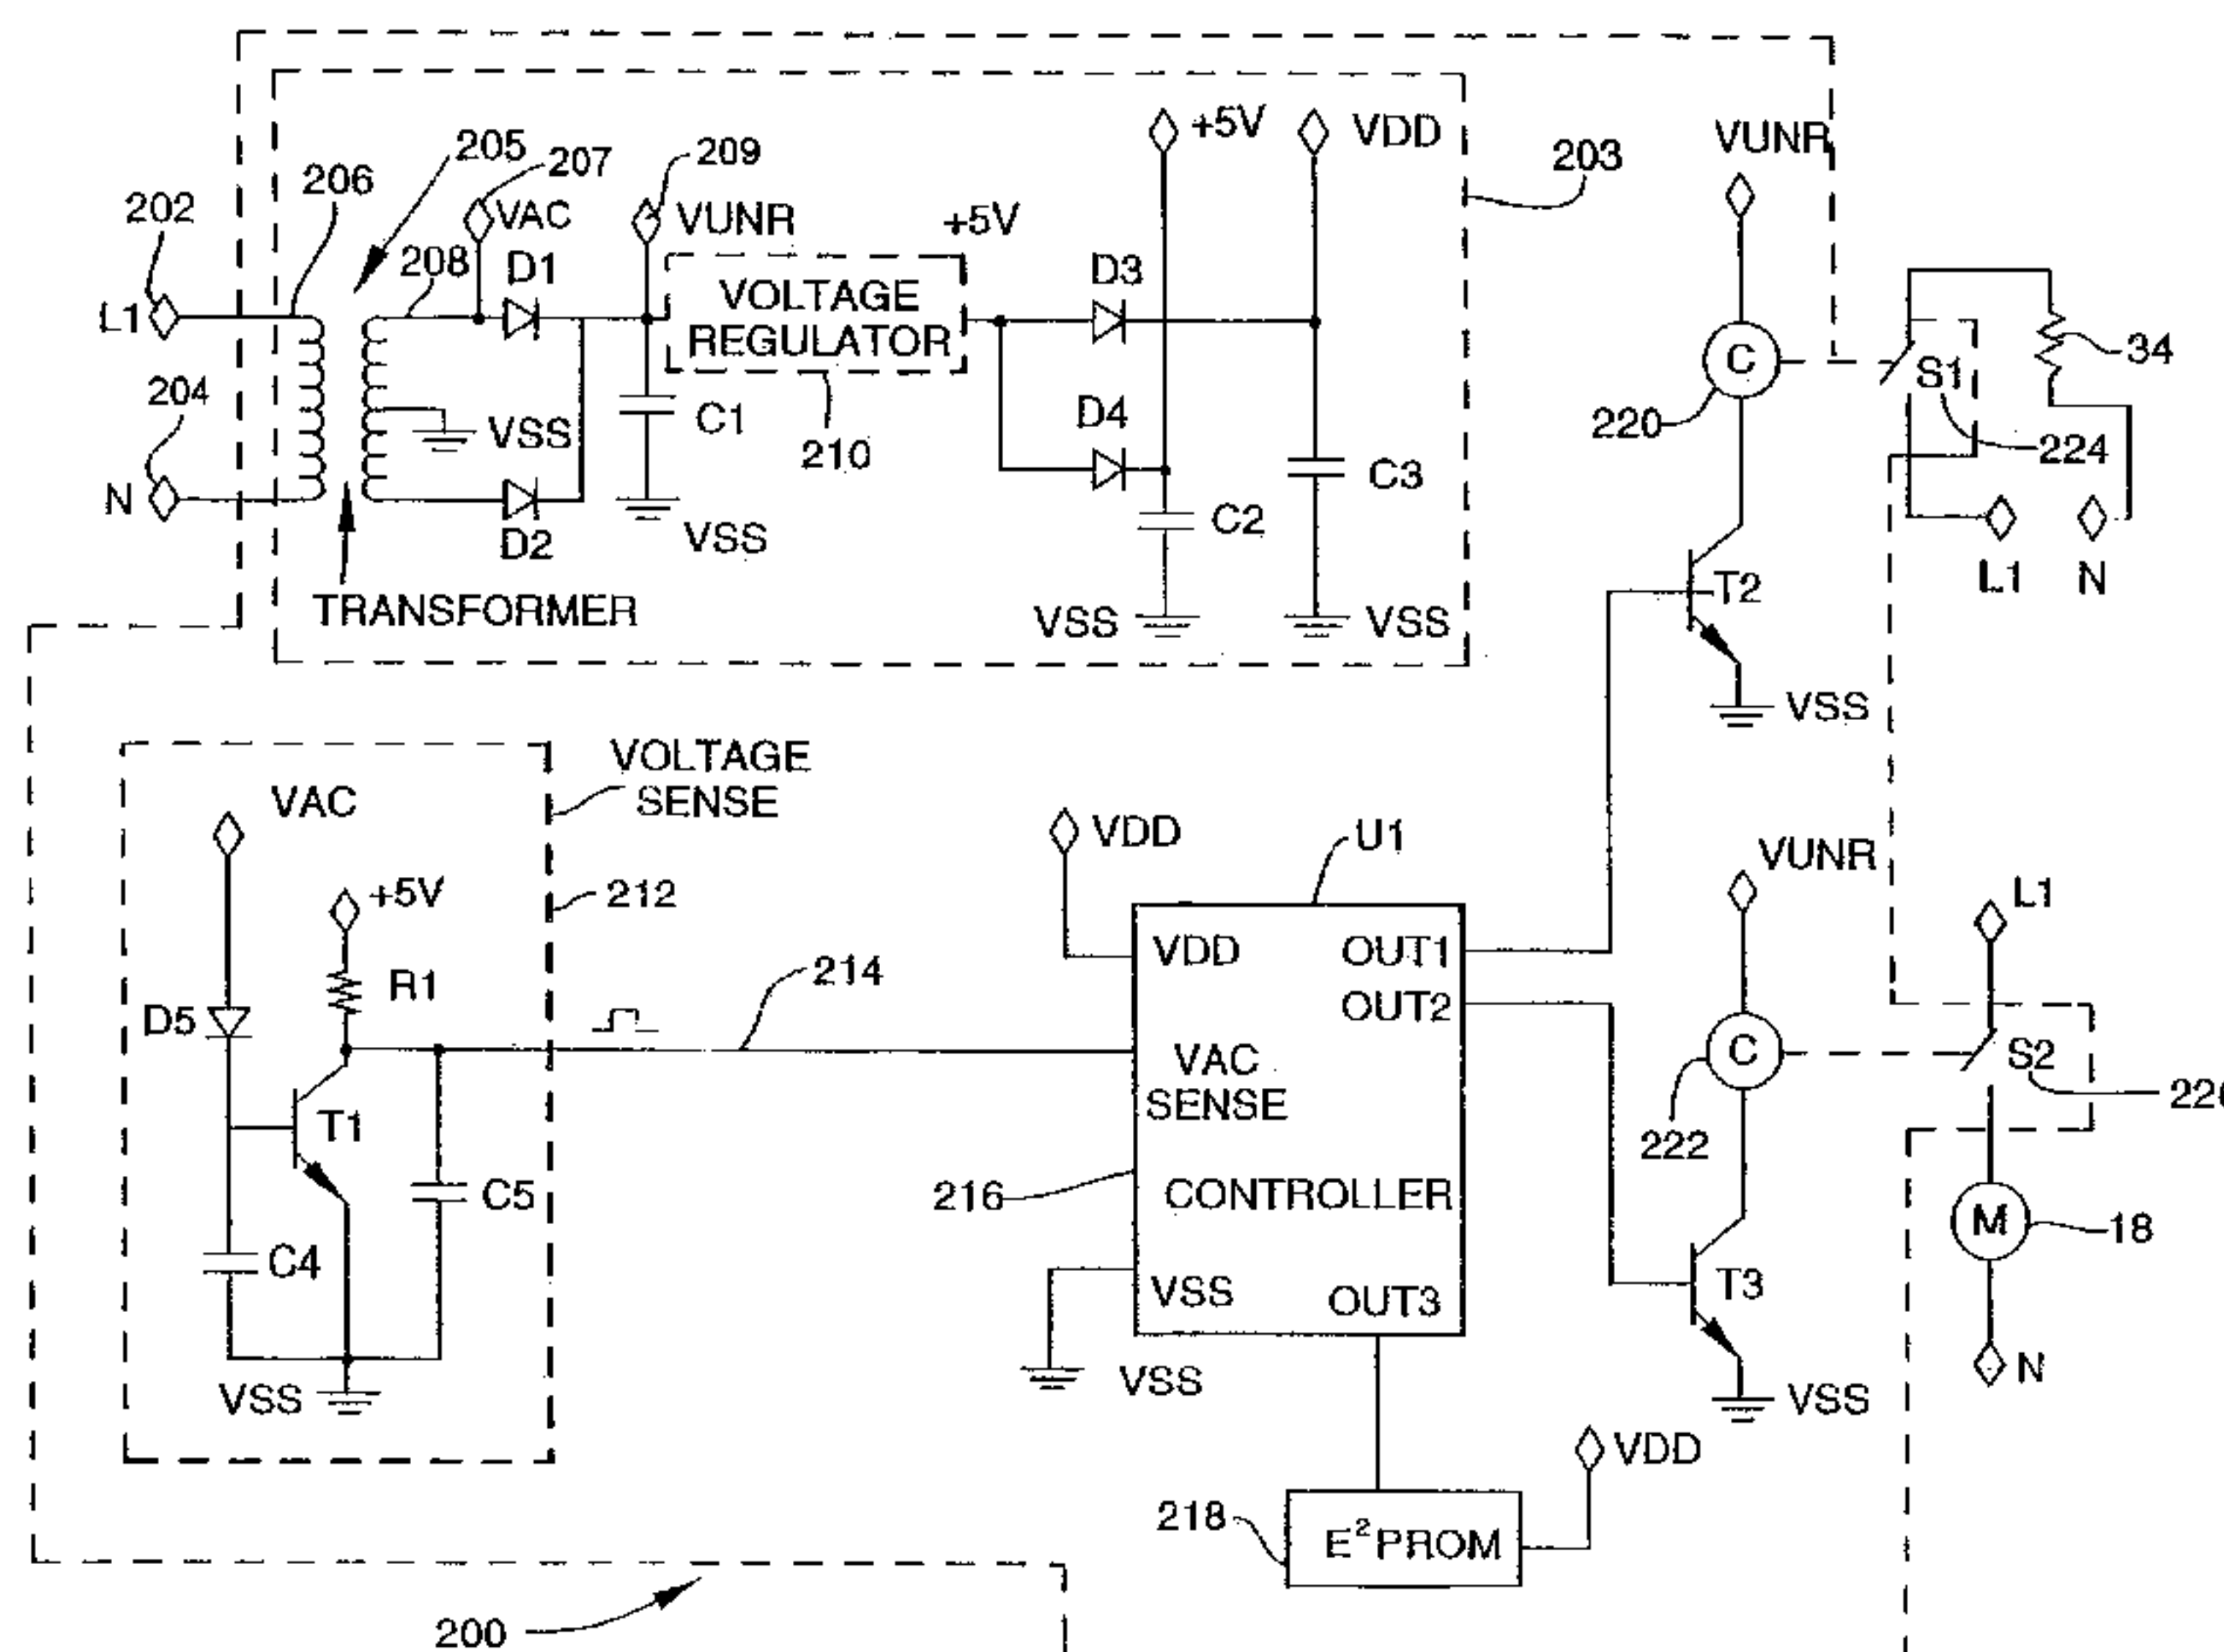 205
207
209
206
202
VAC
VUNR
+5V
+5V
VDD
203
VUNR
L1
208
D1
VOLTAGE
REGULATOR
D3
C
S1
34
204
VSS
C1
210
D4
C3
220
224
N
D2
VSS
C2
L1
N
TRANSFORMER
VSS
VSS
T2
VSS
VOLTAGE
SENSE
VAC
VDD
U1
VUNR
+5V
212
L1
VDD
OUT1
D5
R1
214
OUT2
C
S2
VAC
SENSE
T1
222
216
CONTROLLER
C5
M
18
C4
VSS
OUT3
T3
N
VSS
VSS
VSS
VDD
218
E²PROM
200